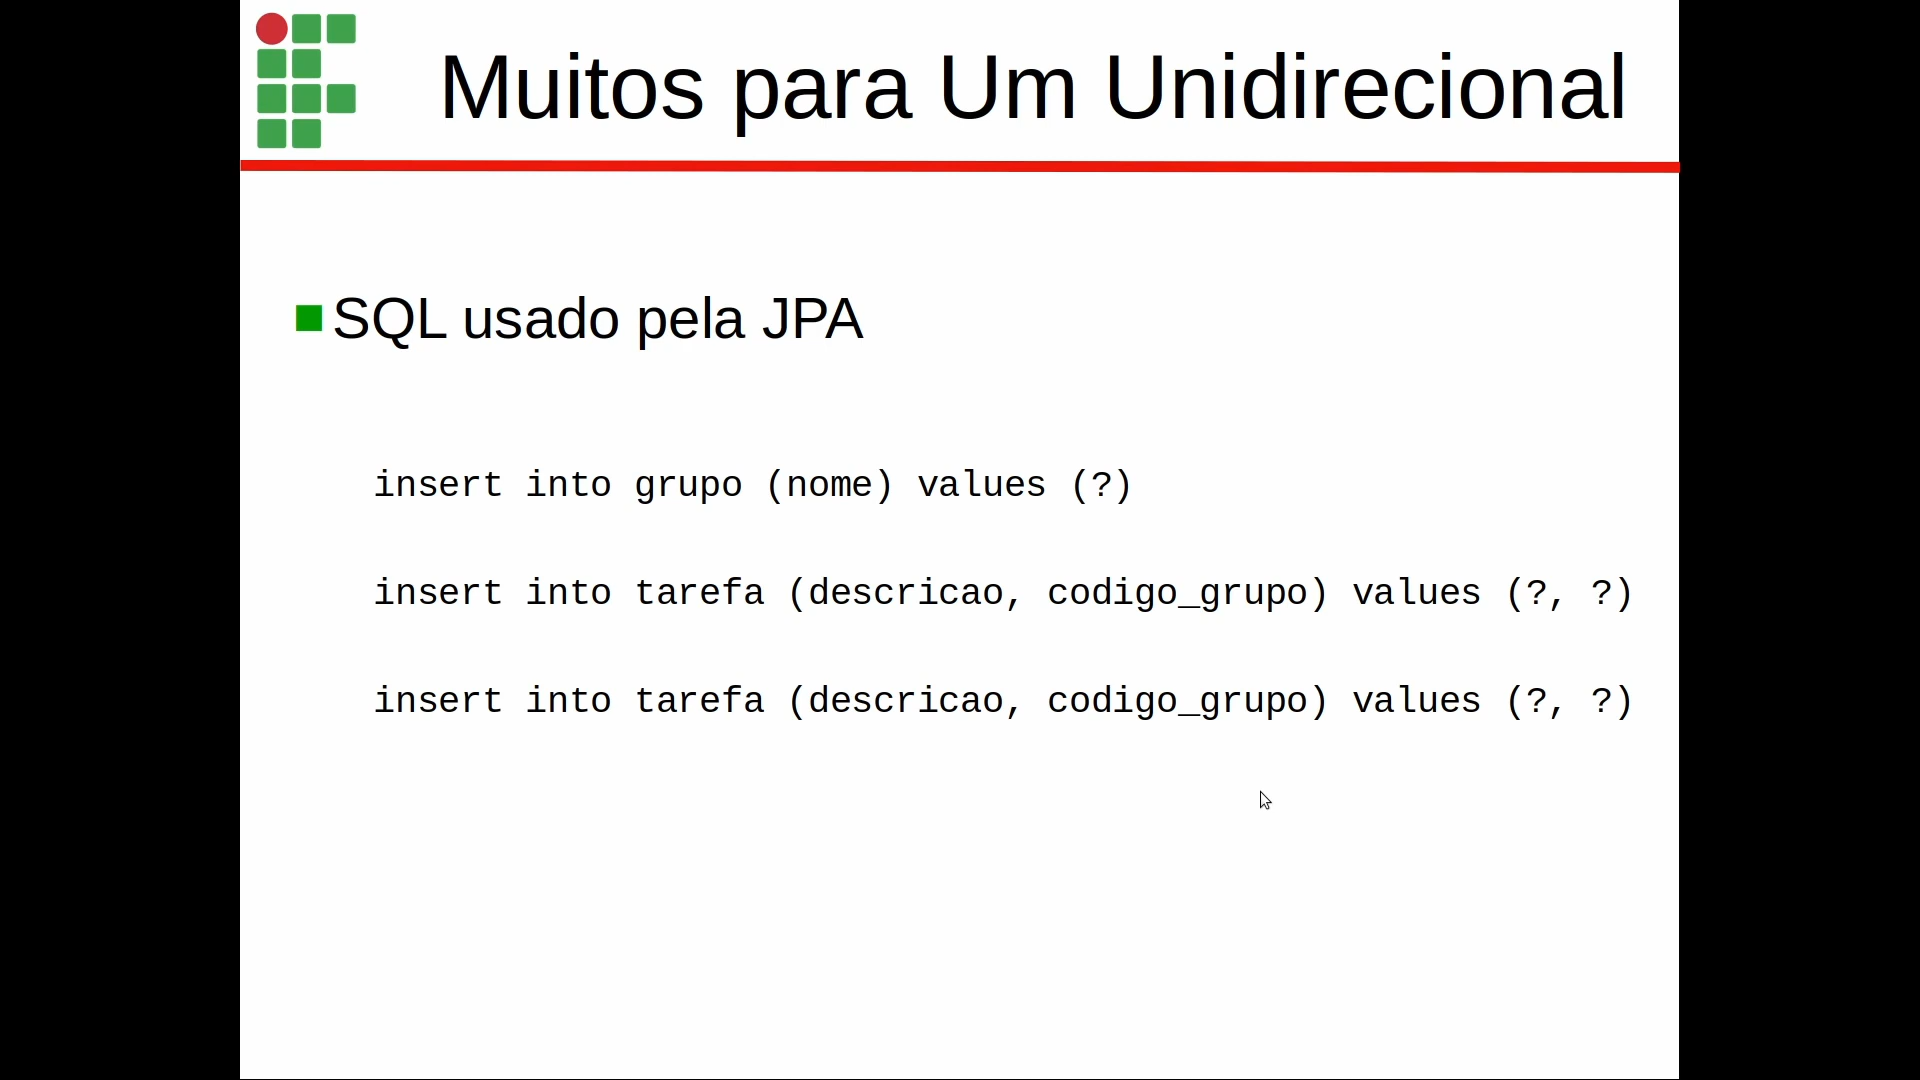 Muitos para Um Unidirecional
SQL usado pela JPA
insert into grupo (nome) values (?)
insert into tarefa (descricao, codigo_grupo) values (?, ?)
insert into tarefa (descricao, codigo_grupo) values (?, ?)